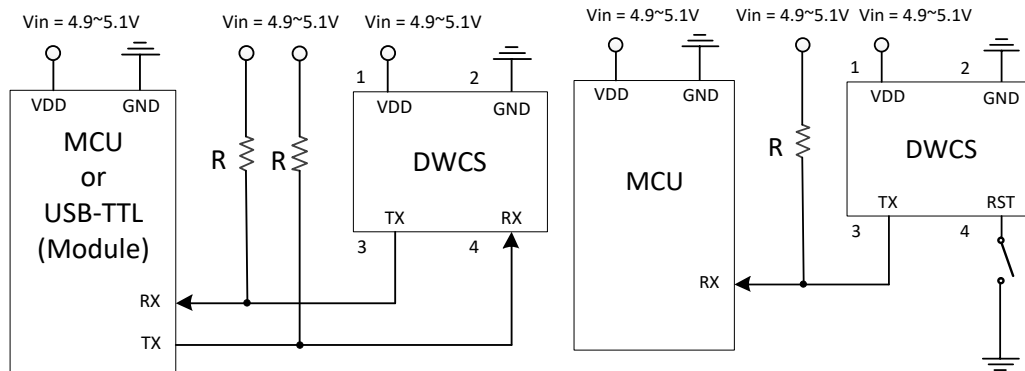 Vin = 4.9~5.1V
Vin = 4.9~5.1V
Vin = 4.9~5.1V
VDD
GND
MCU
or
USB-TTL
(Module)
RX
TX
R
R
1
2
VDD
GND
DWCS
TX
RX
3
4
Vin = 4.9~5.1V
Vin = 4.9~5.1V
Vin = 4.9~5.1V
VDD
GND
MCU
RX
R
1
2
VDD
GND
DWCS
TX
RST
3
4